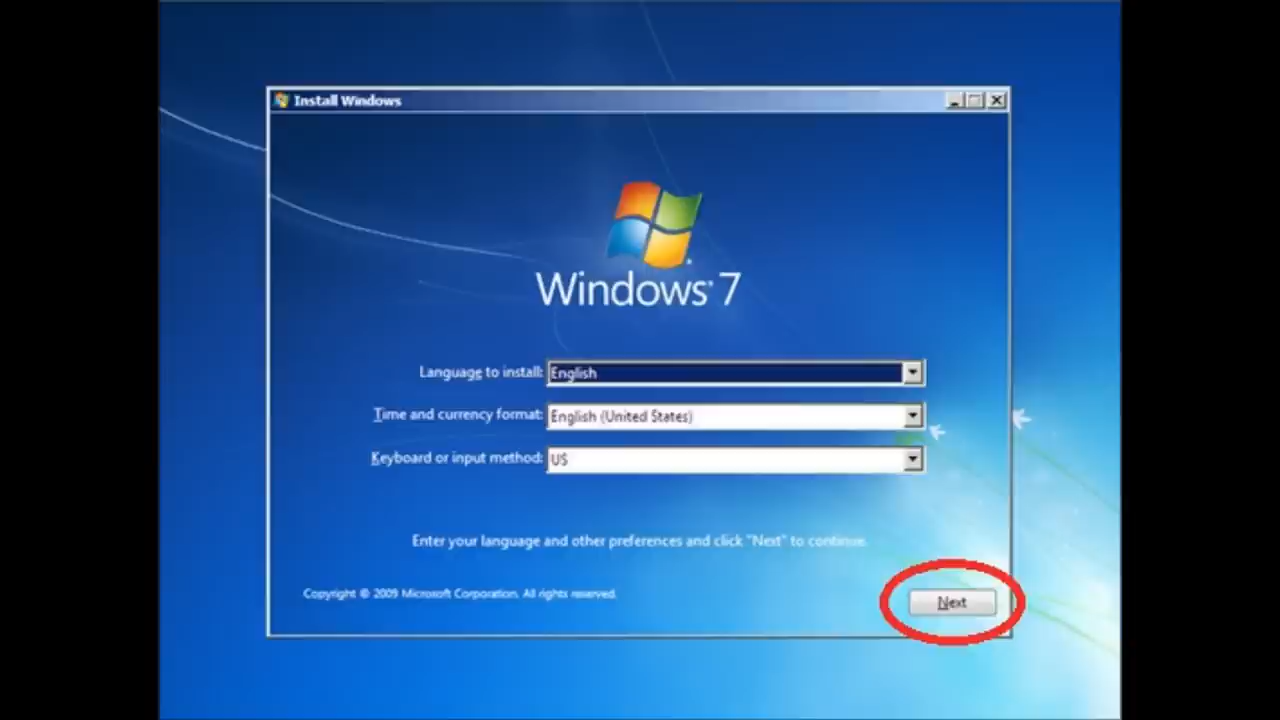 Install Windows
Windows 7
Language to install: English
Time and currency format: English (United States)
Keyboard or input method: US
Enter your language and other preferences and click "Next" to continue.
Copyright © 2009 Microsoft Corporation. All rights reserved.
Next